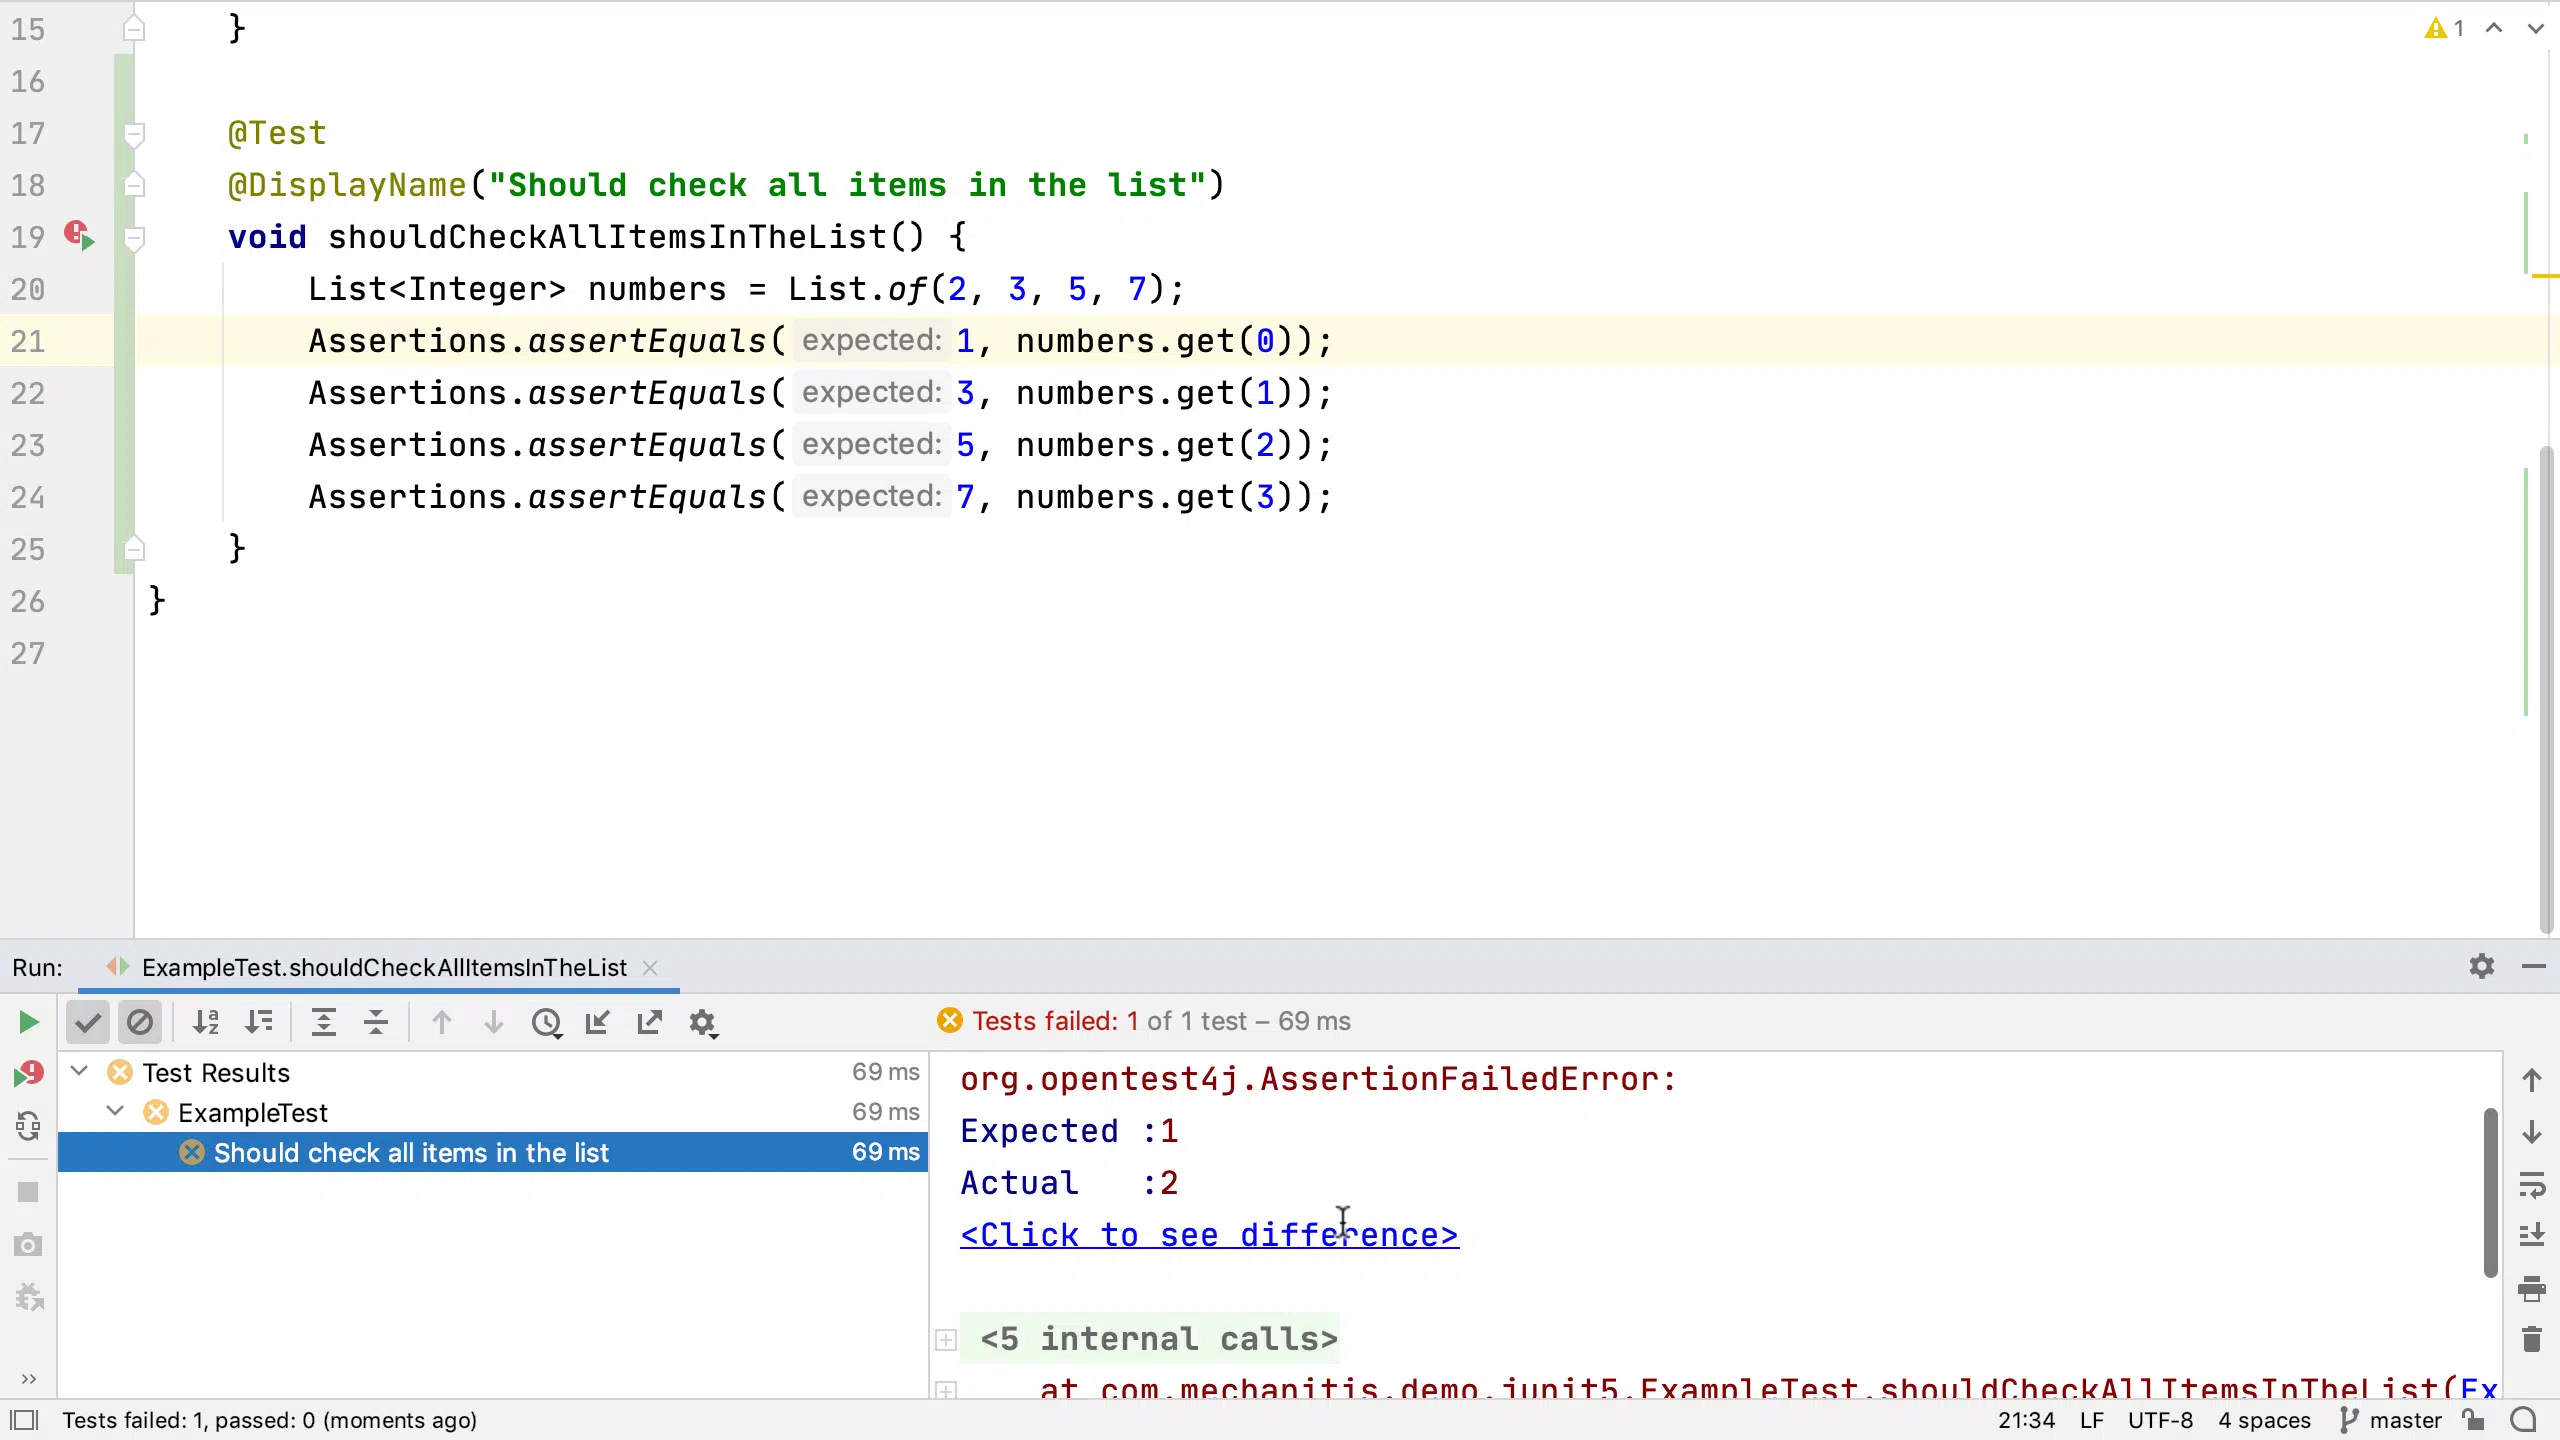 15 }
1
16
17 @Test
18 @DisplayName("Should check all items in the list")
19 void shouldCheckAllItemsInTheList() {
20 List<Integer> numbers = List.of(2, 3, 5, 7);
21 Assertions.assertEquals( expected: 1, numbers.get(0));
22 Assertions.assertEquals( expected: 3, numbers.get(1));
23 Assertions.assertEquals( expected: 5, numbers.get(2));
24 Assertions.assertEquals( expected: 7, numbers.get(3));
25 }
26 }
27
Run: ExampleTest.shouldCheckAllItemsInTheList
Tests failed: 1 of 1 test – 69 ms
Test Results 69 ms
ExampleTest 69 ms
Should check all items in the list 69 ms
org.opentest4j.AssertionFailedError:
Expected :1
Actual :2
<Click to see difference>
<5 internal calls>
at com.mechanitis.demo.junit5.ExampleTest.shouldCheckAllItemsInTheList(Ex
Tests failed: 1, passed: 0 (moments ago)
21:34 LF UTF-8 4 spaces master